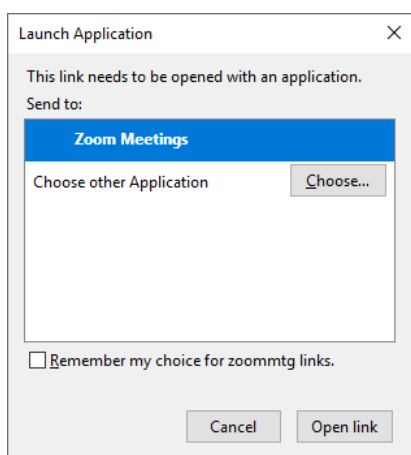 Launch Application
This link needs to be opened with an application.
Send to:
Zoom Meetings
Choose other Application
Choose...
Remember my choice for zoommtg links.
Cancel
Open link